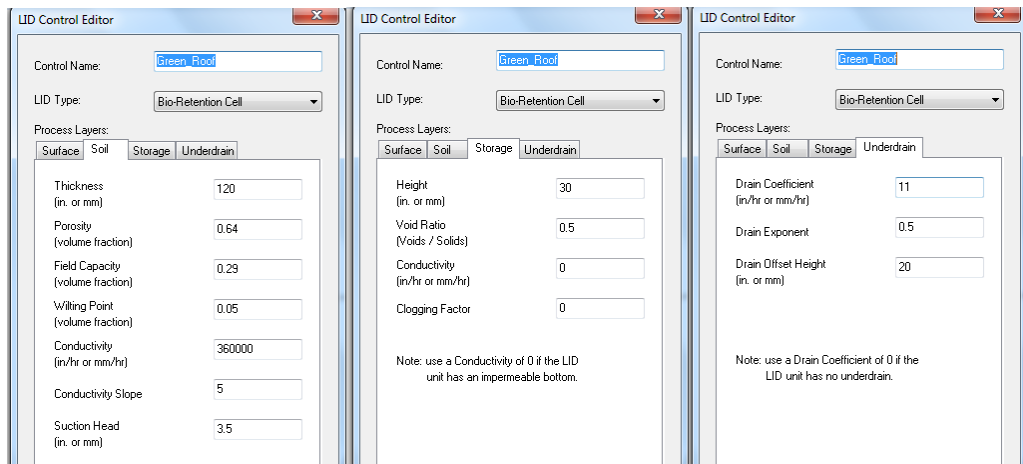 LID Control Editor
Control Name: Green_Roof
LID Type: Bio-Retention Cell
Process Layers:
Surface Soil Storage Underdrain
Thickness 120
(in. or mm)
Porosity 0.64
(volume fraction)
Field Capacity 0.29
(volume fraction)
Wilting Point 0.05
(volume fraction)
Conductivity 360000
(in/hr or mm/hr)
Conductivity Slope 5
Suction Head 3.5
(in. or mm)
LID Control Editor
Control Name: Green_Roof
LID Type: Bio-Retention Cell
Process Layers:
Surface Soil Storage Underdrain
Height 30
(in. or mm)
Void Ratio 0.5
(Voids / Solids)
Conductivity 0
(in/hr or mm/hr)
Clogging Factor 0
Note: use a Conductivity of 0 if the LID
unit has an impermeable bottom.
LID Control Editor
Control Name: Green_Roof
LID Type: Bio-Retention Cell
Process Layers:
Surface Soil Storage Underdrain
Drain Coefficient 11
(in/hr or mm/hr)
Drain Exponent 0.5
Drain Offset Height 20
(in. or mm)
Note: use a Drain Coefficient of 0 if the
LID unit has no underdrain.